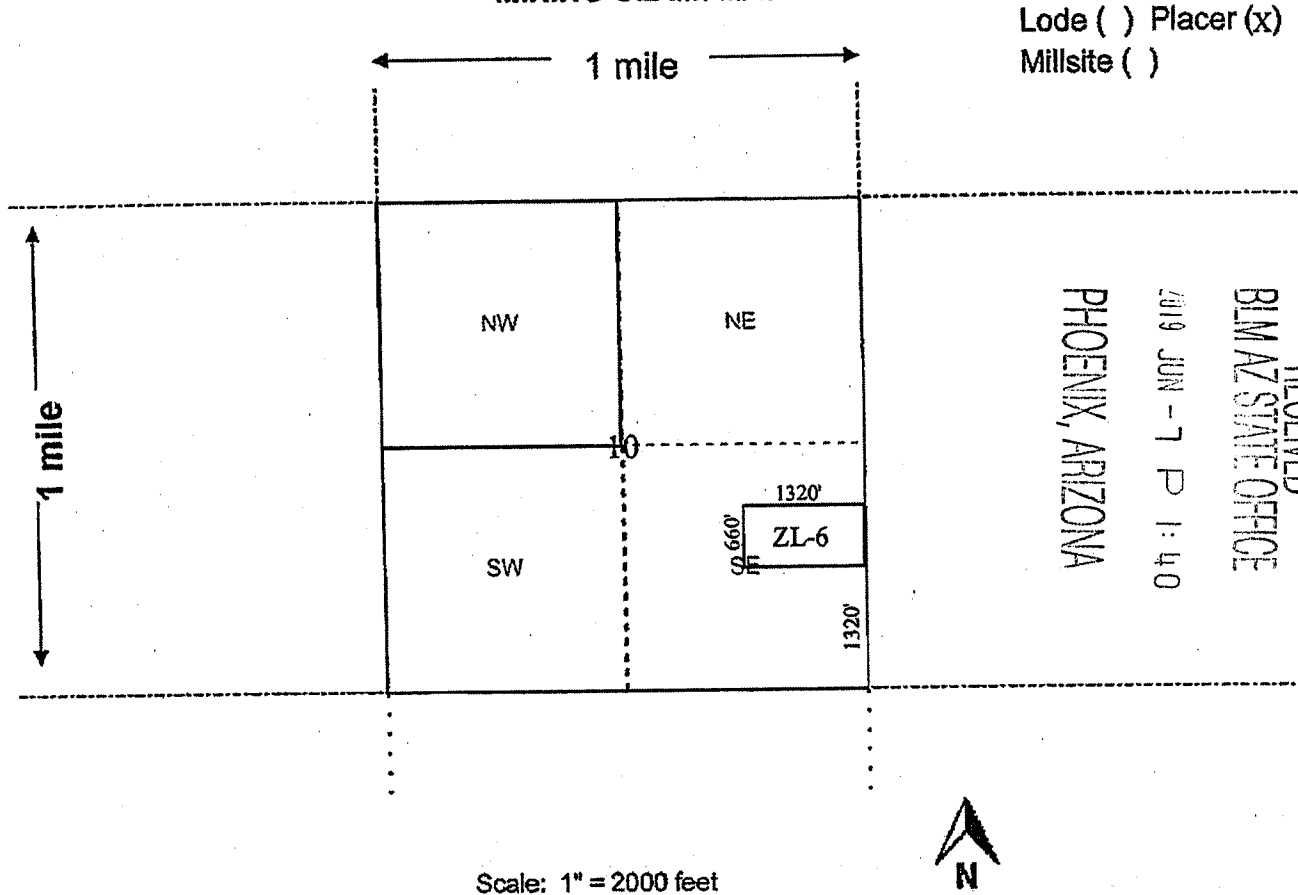 Lode ( ) Placer (x)
Millsite ( )
1 mile
1 mile
NW
NE
10
1320'
660'
ZL-6
SE
SW
1320'
BLM AZ STATE OFFICE
2019 JUN -7 P 1:40
PHOENIX, ARIZONA
N
Scale: 1" = 2000 feet